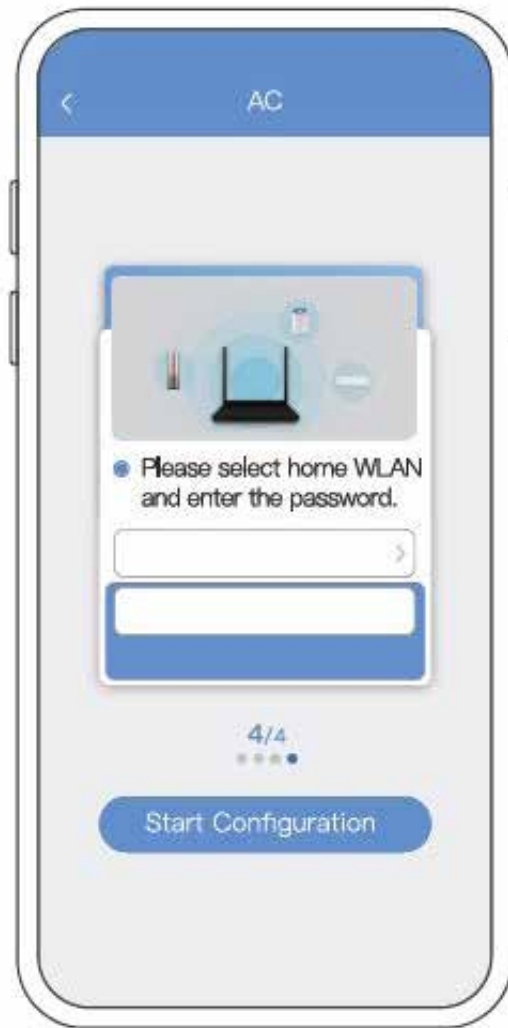 AC
Please select home WLAN
and enter the password.
4/4
Start Configuration